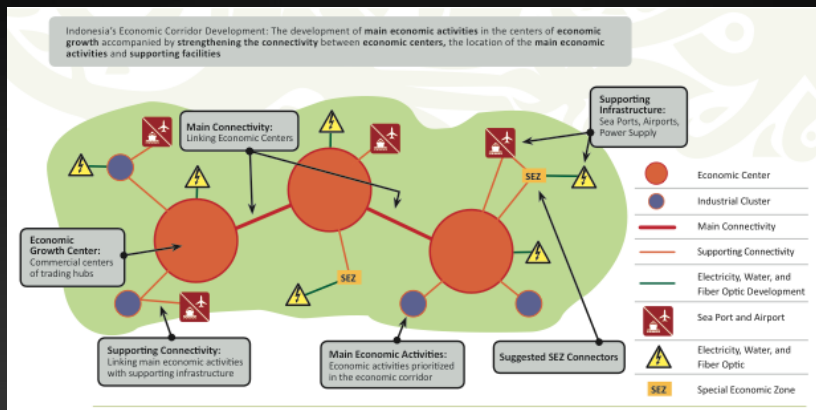 Indonesia's Economic Corridor Development: The development of main economic activities in the centers of economic
growth accompanied by strengthening the connectivity between economic centers, the location of the main economic
activities and supporting facilities
Main Connectivity:
Linking Economic Centers
Supporting
Infrastructure:
Sea Ports, Airports,
Power Supply
SEZ
Economic
Growth Center:
Commercial centers
of trading hubs
SEZ
Supporting Connectivity:
Linking main economic activities
with supporting infrastructure
Main Economic Activities:
Economic activities prioritized
in the economic corridor
Suggested SEZ Connectors
Economic Center
Industrial Cluster
Main Connectivity
Supporting Connectivity
Electricity, Water, and
Fiber Optic Development
Sea Port and Airport
Electricity, Water, and
Fiber Optic
SEZ
Special Economic Zone